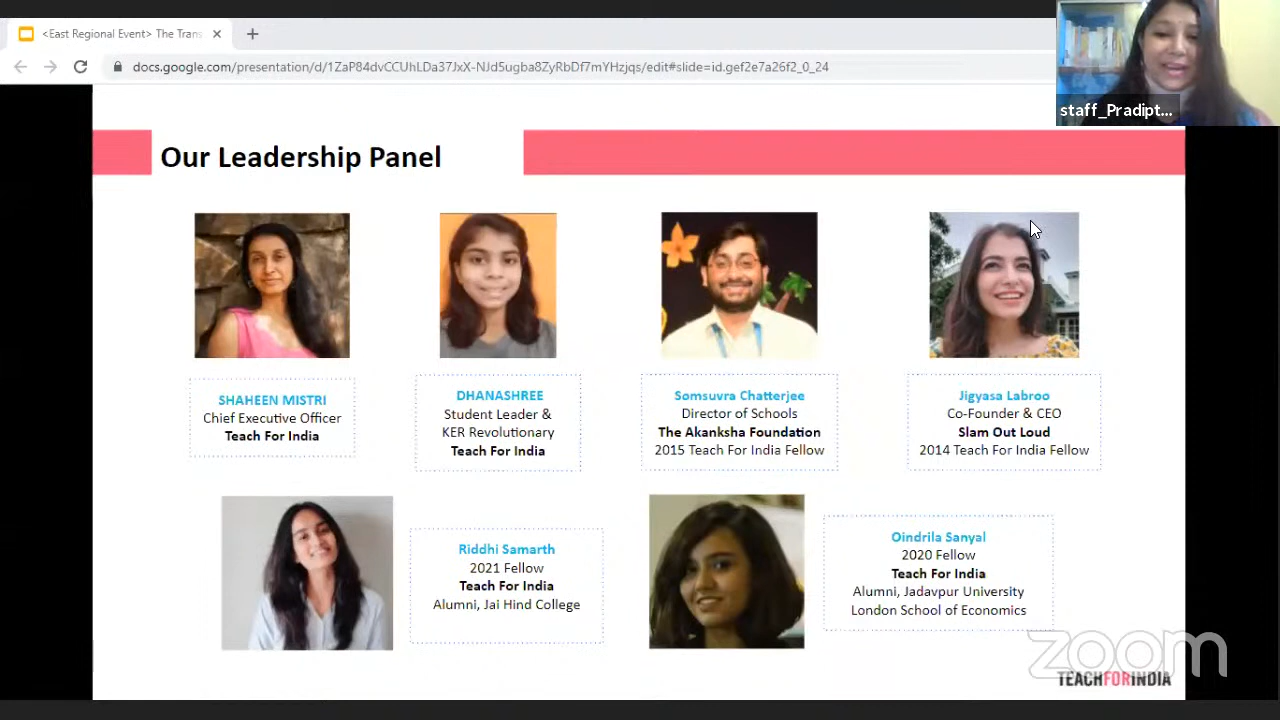 <East Regional Event> The Trans
docs.google.com/presentation/d/1ZaP84dvCCUhLDa37JxX-NJd5ugba8ZyRbDf7mYHzjqs/edit#slide=id.gef2e7a26f2_0_24
staff_Pradipt...
Our Leadership Panel
SHAHEEN MISTRI
Chief Executive Officer
Teach For India
DHANASHREE
Student Leader &
KER Revolutionary
Teach For India
Somsuvra Chatterjee
Director of Schools
The Akanksha Foundation
2015 Teach For India Fellow
Jigyasa Labroo
Co-Founder & CEO
Slam Out Loud
2014 Teach For India Fellow
Riddhi Samarth
2021 Fellow
Teach For India
Alumni, Jai Hind College
Oindrila Sanyal
2020 Fellow
Teach For India
Alumni, Jadavpur University
London School of Economics
zoom
TEACHFORINDIA